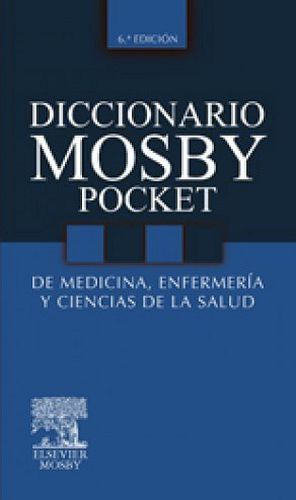 6.ª EDICIÓN
DICCIONARIO
MOSBY
POCKET
DE MEDICINA, ENFERMERÍA
Y CIENCIAS DE LA SALUD
ELSEVIER
MOSBY